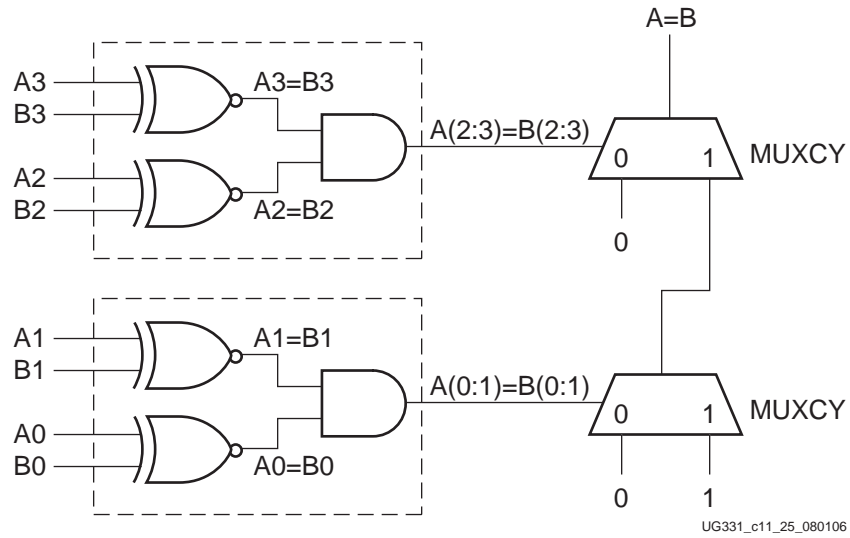 A=B
A3
A3=B3
B3
A(2:3)=B(2:3)
0
1
MUXCY
A2
B2
A2=B2
0
A1
A1=B1
B1
A(0:1)=B(0:1)
0
1
MUXCY
A0
B0
A0=B0
0
1
UG331_c11_25_080106